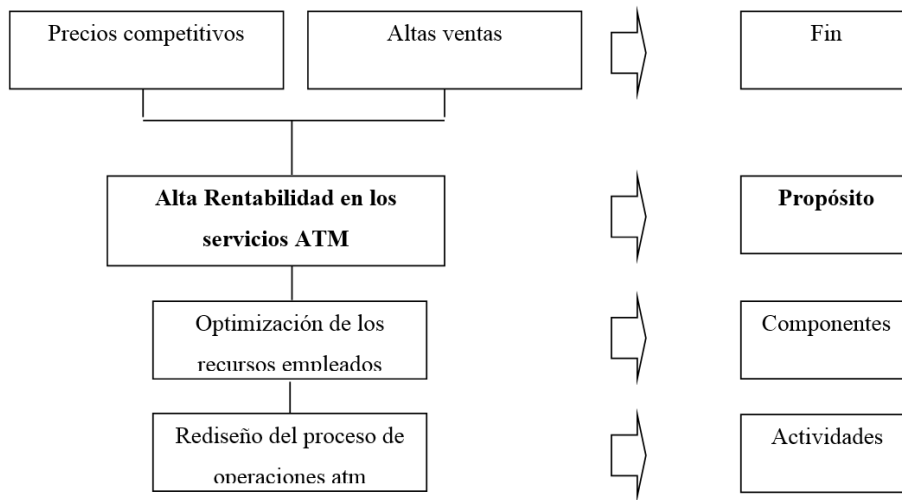 Precios competitivos
Altas ventas
Fin
Alta Rentabilidad en los
servicios ATM
Propósito
Optimización de los
recursos empleados
Componentes
Rediseño del proceso de
operaciones atm
Actividades